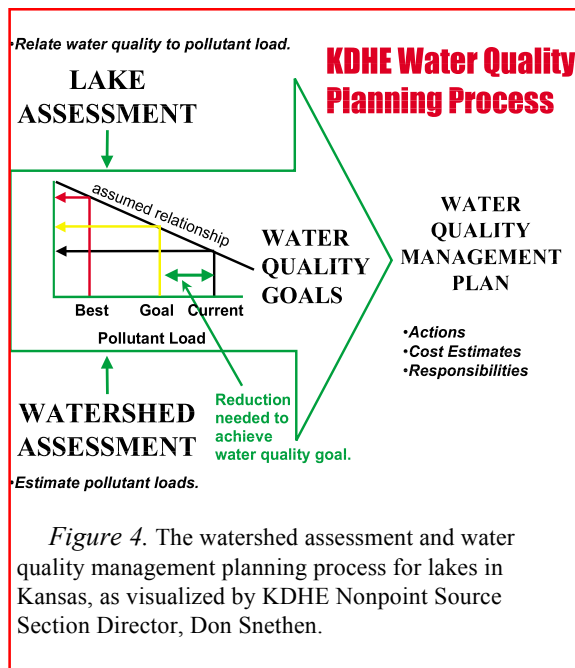 •Relate water quality to pollutant load.
KDHE Water Quality
Planning Process
LAKE
ASSESSMENT
assumed relationship
WATER
QUALITY
GOALS
Best Goal Current
Pollutant Load
WATER
QUALITY
MANAGEMENT
PLAN
•Actions
•Cost Estimates
•Responsibilities
Reduction
needed to
achieve
water quality goal.
WATERSHED
ASSESSMENT
•Estimate pollutant loads.
Figure 4. The watershed assessment and water
quality management planning process for lakes in
Kansas, as visualized by KDHE Nonpoint Source
Section Director, Don Snethen.